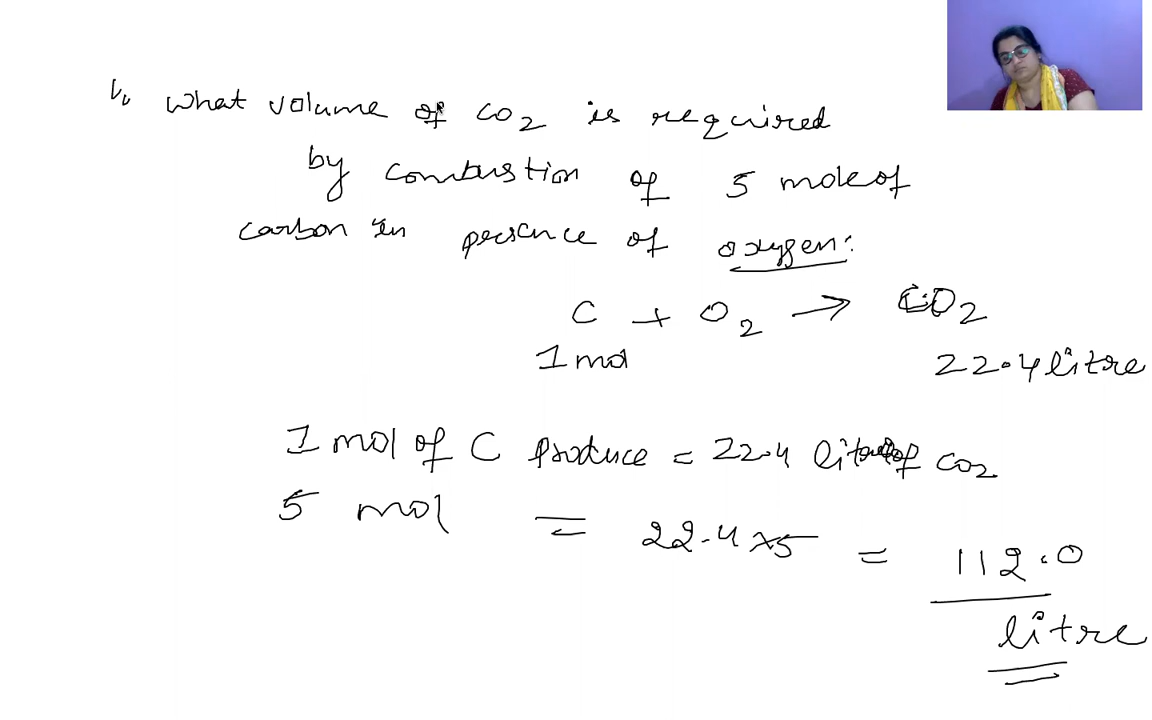 1. What volume of CO2 is required
by combustion of 5 mole of
carbon in presence of oxygen:
C + O2 → CO2
1 mol 22.4 litre
1 mol of C produce = 22.4 of CO2
5 mol = 22.4 × 5 = 112.0
litre